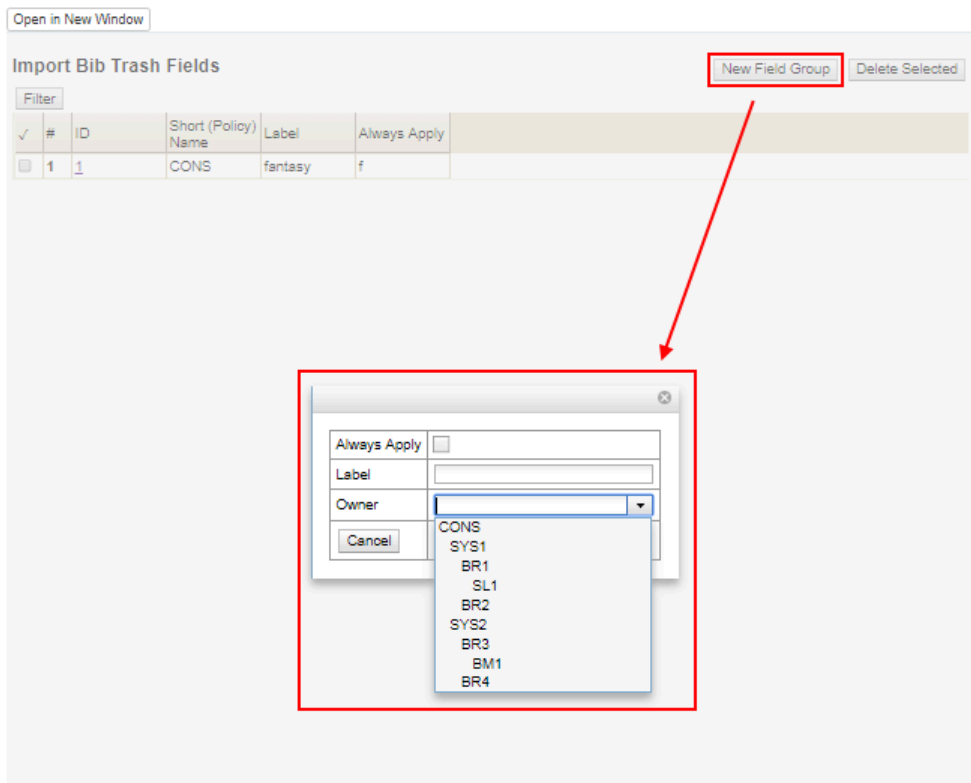 Open in New Window
Import Bib Trash Fields
New Field Group Delete Selected
Filter
✓ # ID Short (Policy) Name Label Always Apply
1 1 CONS fantasy f
Always Apply
Label
Owner
Cancel
CONS
SYS1
BR1
SL1
BR2
SYS2
BR3
BM1
BR4